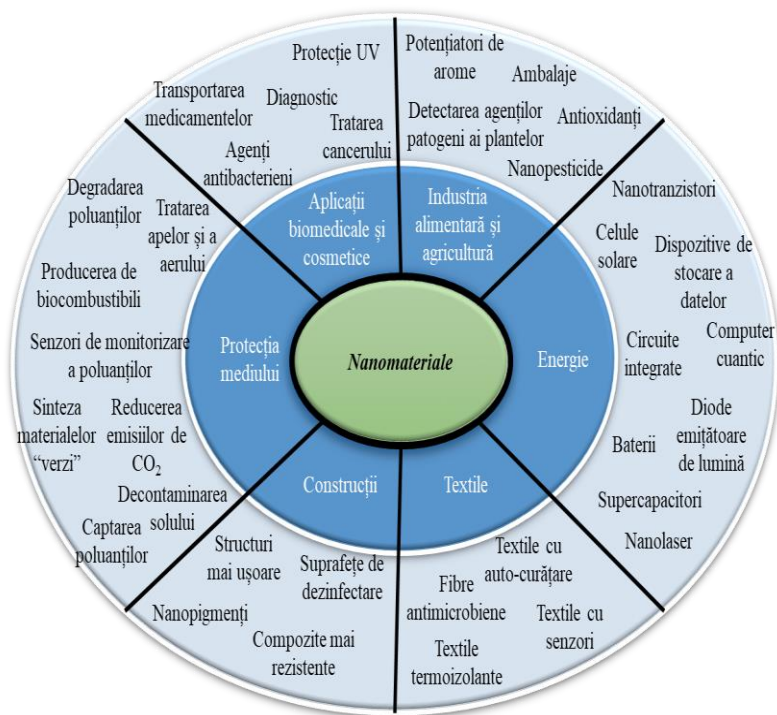 Protecție UV
Transportarea
medicamentelor
Diagnostic
Tratarea
cancerului
Agenți
antibacterieni
Potențiatori de
arome
Ambalaje
Detectarea agenților
patogeni ai plantelor
Antioxidanți
Nanopesticide
Degradarea
poluanților
Tratarea
apelor și a
aerului
Producerea de
biocombustibili
Senzori de monitorizare
a poluanților
Sinteza
materialelor
“verzi”
Reducerea
emisiilor de
CO₂
Decontaminarea
solului
Captarea
poluanților
Aplicații
biomedicale și
cosmetice
Industria
alimentară și
agricultură
Protecția
mediului
Nanomateriale
Energie
Construcții
Textile
Nanotranzistori
Celule
solare
Dispozitive de
stocare a
datelor
Circuite
integrate
Computer
cuantic
Diode
emițătoare
de lumină
Baterii
Supercapacitori
Nanolaser
Structuri
mai ușoare
Suprafețe de
dezinfectare
Nanopigmenți
Compozite mai
rezistente
Textile cu
auto-curățare
Fibre
antimicrobiene
Textile cu
senzori
Textile
termoizolante